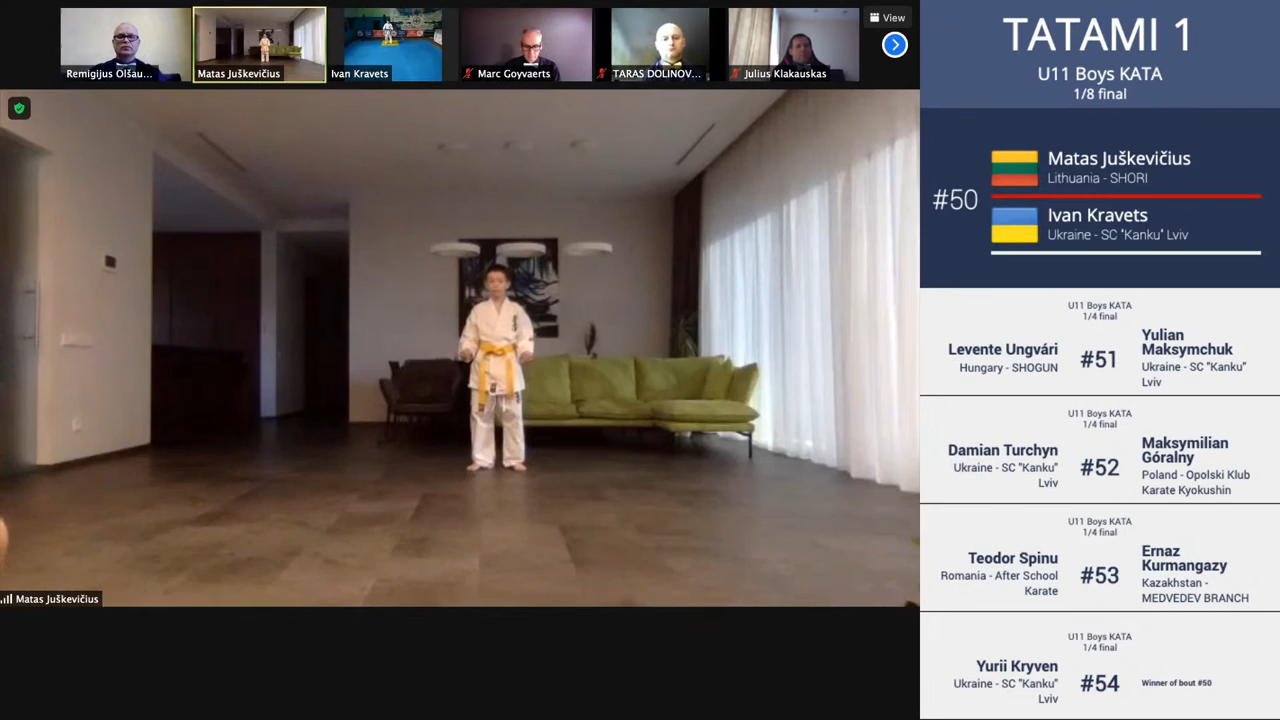 View
Remigijus Olšau...
Matas Juškevičius
Ivan Kravets
Marc Goyvaerts
TARAS DOLINOV...
Julius Klakauskas
Matas Juškevičius
TATAMI 1
U11 Boys KATA
1/8 final
#50
Matas Juškevičius
Lithuania - SHORI
Ivan Kravets
Ukraine - SC "Kanku" Lviv
U11 Boys KATA
1/4 final
Levente Ungvári
Hungary - SHOGUN
#51
Yulian
Maksymchuk
Ukraine - SC "Kanku"
Lviv
U11 Boys KATA
1/4 final
Damian Turchyn
Ukraine - SC "Kanku"
Lviv
#52
Maksymilian
Góralny
Poland - Opolski Klub
Karate Kyokushin
U11 Boys KATA
1/4 final
Teodor Spinu
Romania - After School
Karate
#53
Ernaz
Kurmangazy
Kazakhstan -
MEDVEDEV BRANCH
U11 Boys KATA
1/4 final
Yurii Kryven
Ukraine - SC "Kanku"
Lviv
#54
Winner of bout #50